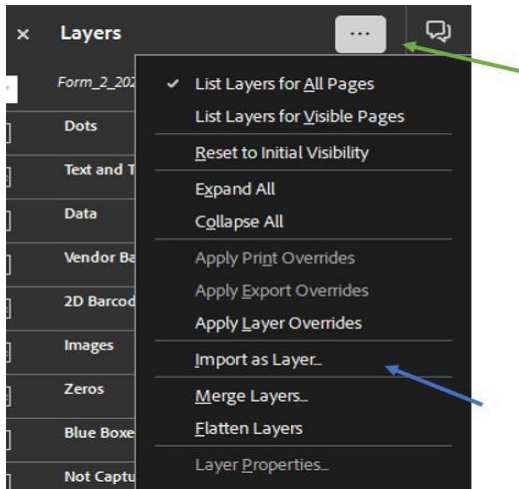 Layers
Form_2_202
List Layers for All Pages
Dots
List Layers for Visible Pages
Reset to Initial Visibility
Text and T
Expand All
Data
Collapse All
Vendor Ba
Apply Print Overrides
Apply Export Overrides
2D Barcod
Apply Layer Overrides
Images
Import as Layer...
Zeros
Merge Layers...
Blue Boxe
Flatten Layers
Not Captu
Layer Properties...